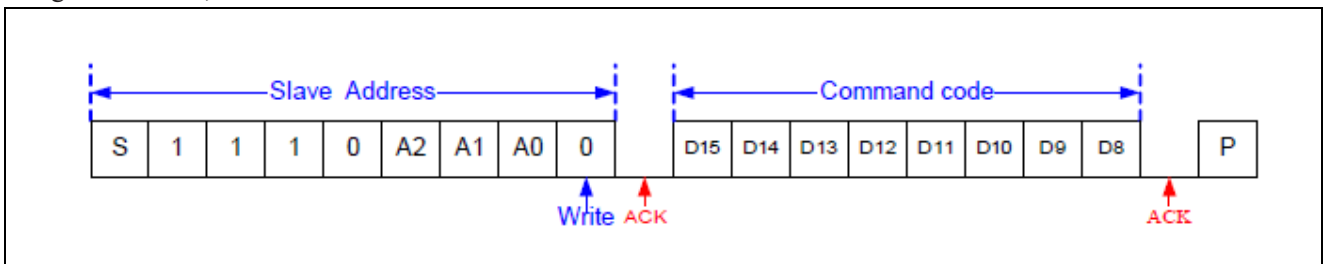 Slave Address Command code
S 1 1 1 0 A2 A1 A0 0 D15 D14 D13 D12 D11 D10 D9 D8 P
Write ACK ACK